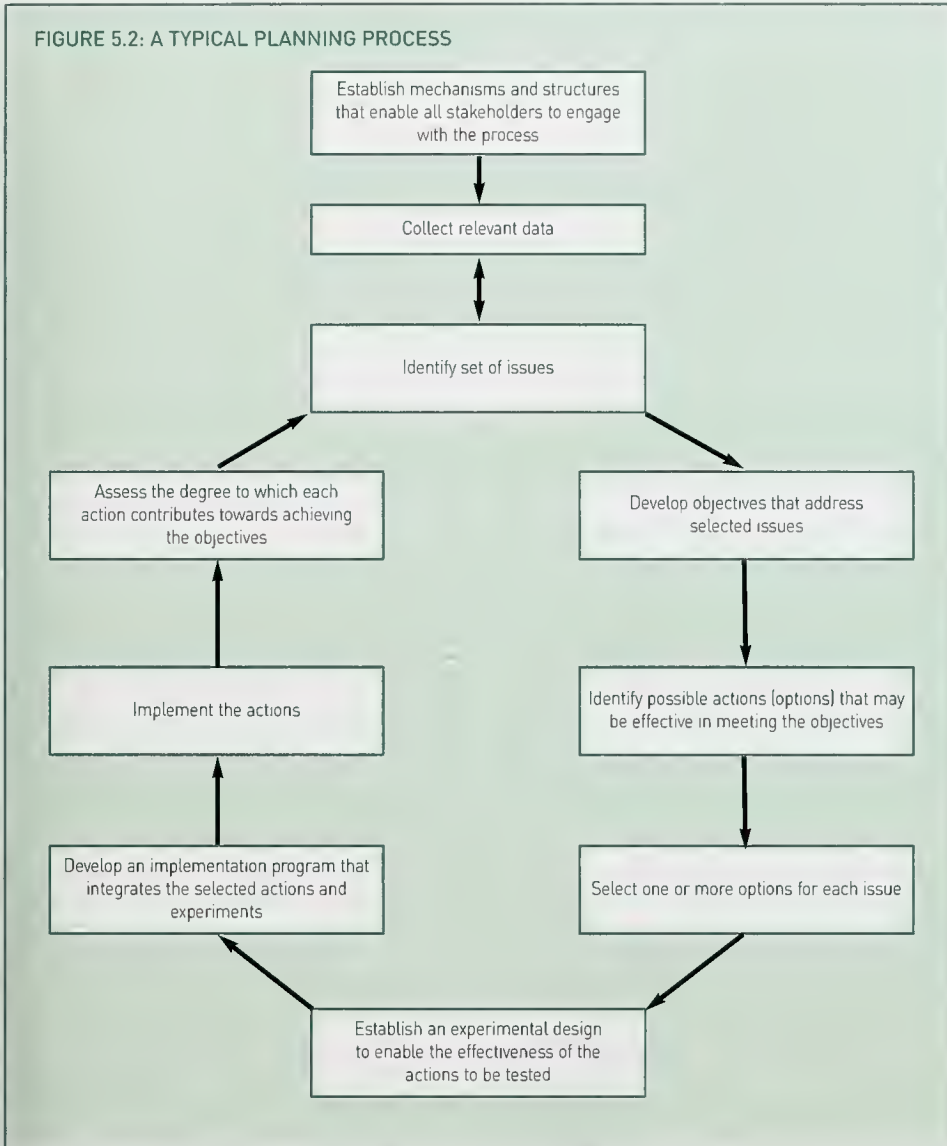 FIGURE 5.2: A TYPICAL PLANNING PROCESS
Establish mechanisms and structures
that enable all stakeholders to engage
with the process
Collect relevant data
Identify set of issues
Develop objectives that address
selected issues
Identify possible actions (options) that may
be effective in meeting the objectives
Select one or more options for each issue
Establish an experimental design
to enable the effectiveness of the
actions to be tested
Develop an implementation program that
integrates the selected actions and
experiments
Implement the actions
Assess the degree to which each
action contributes towards achieving
the objectives